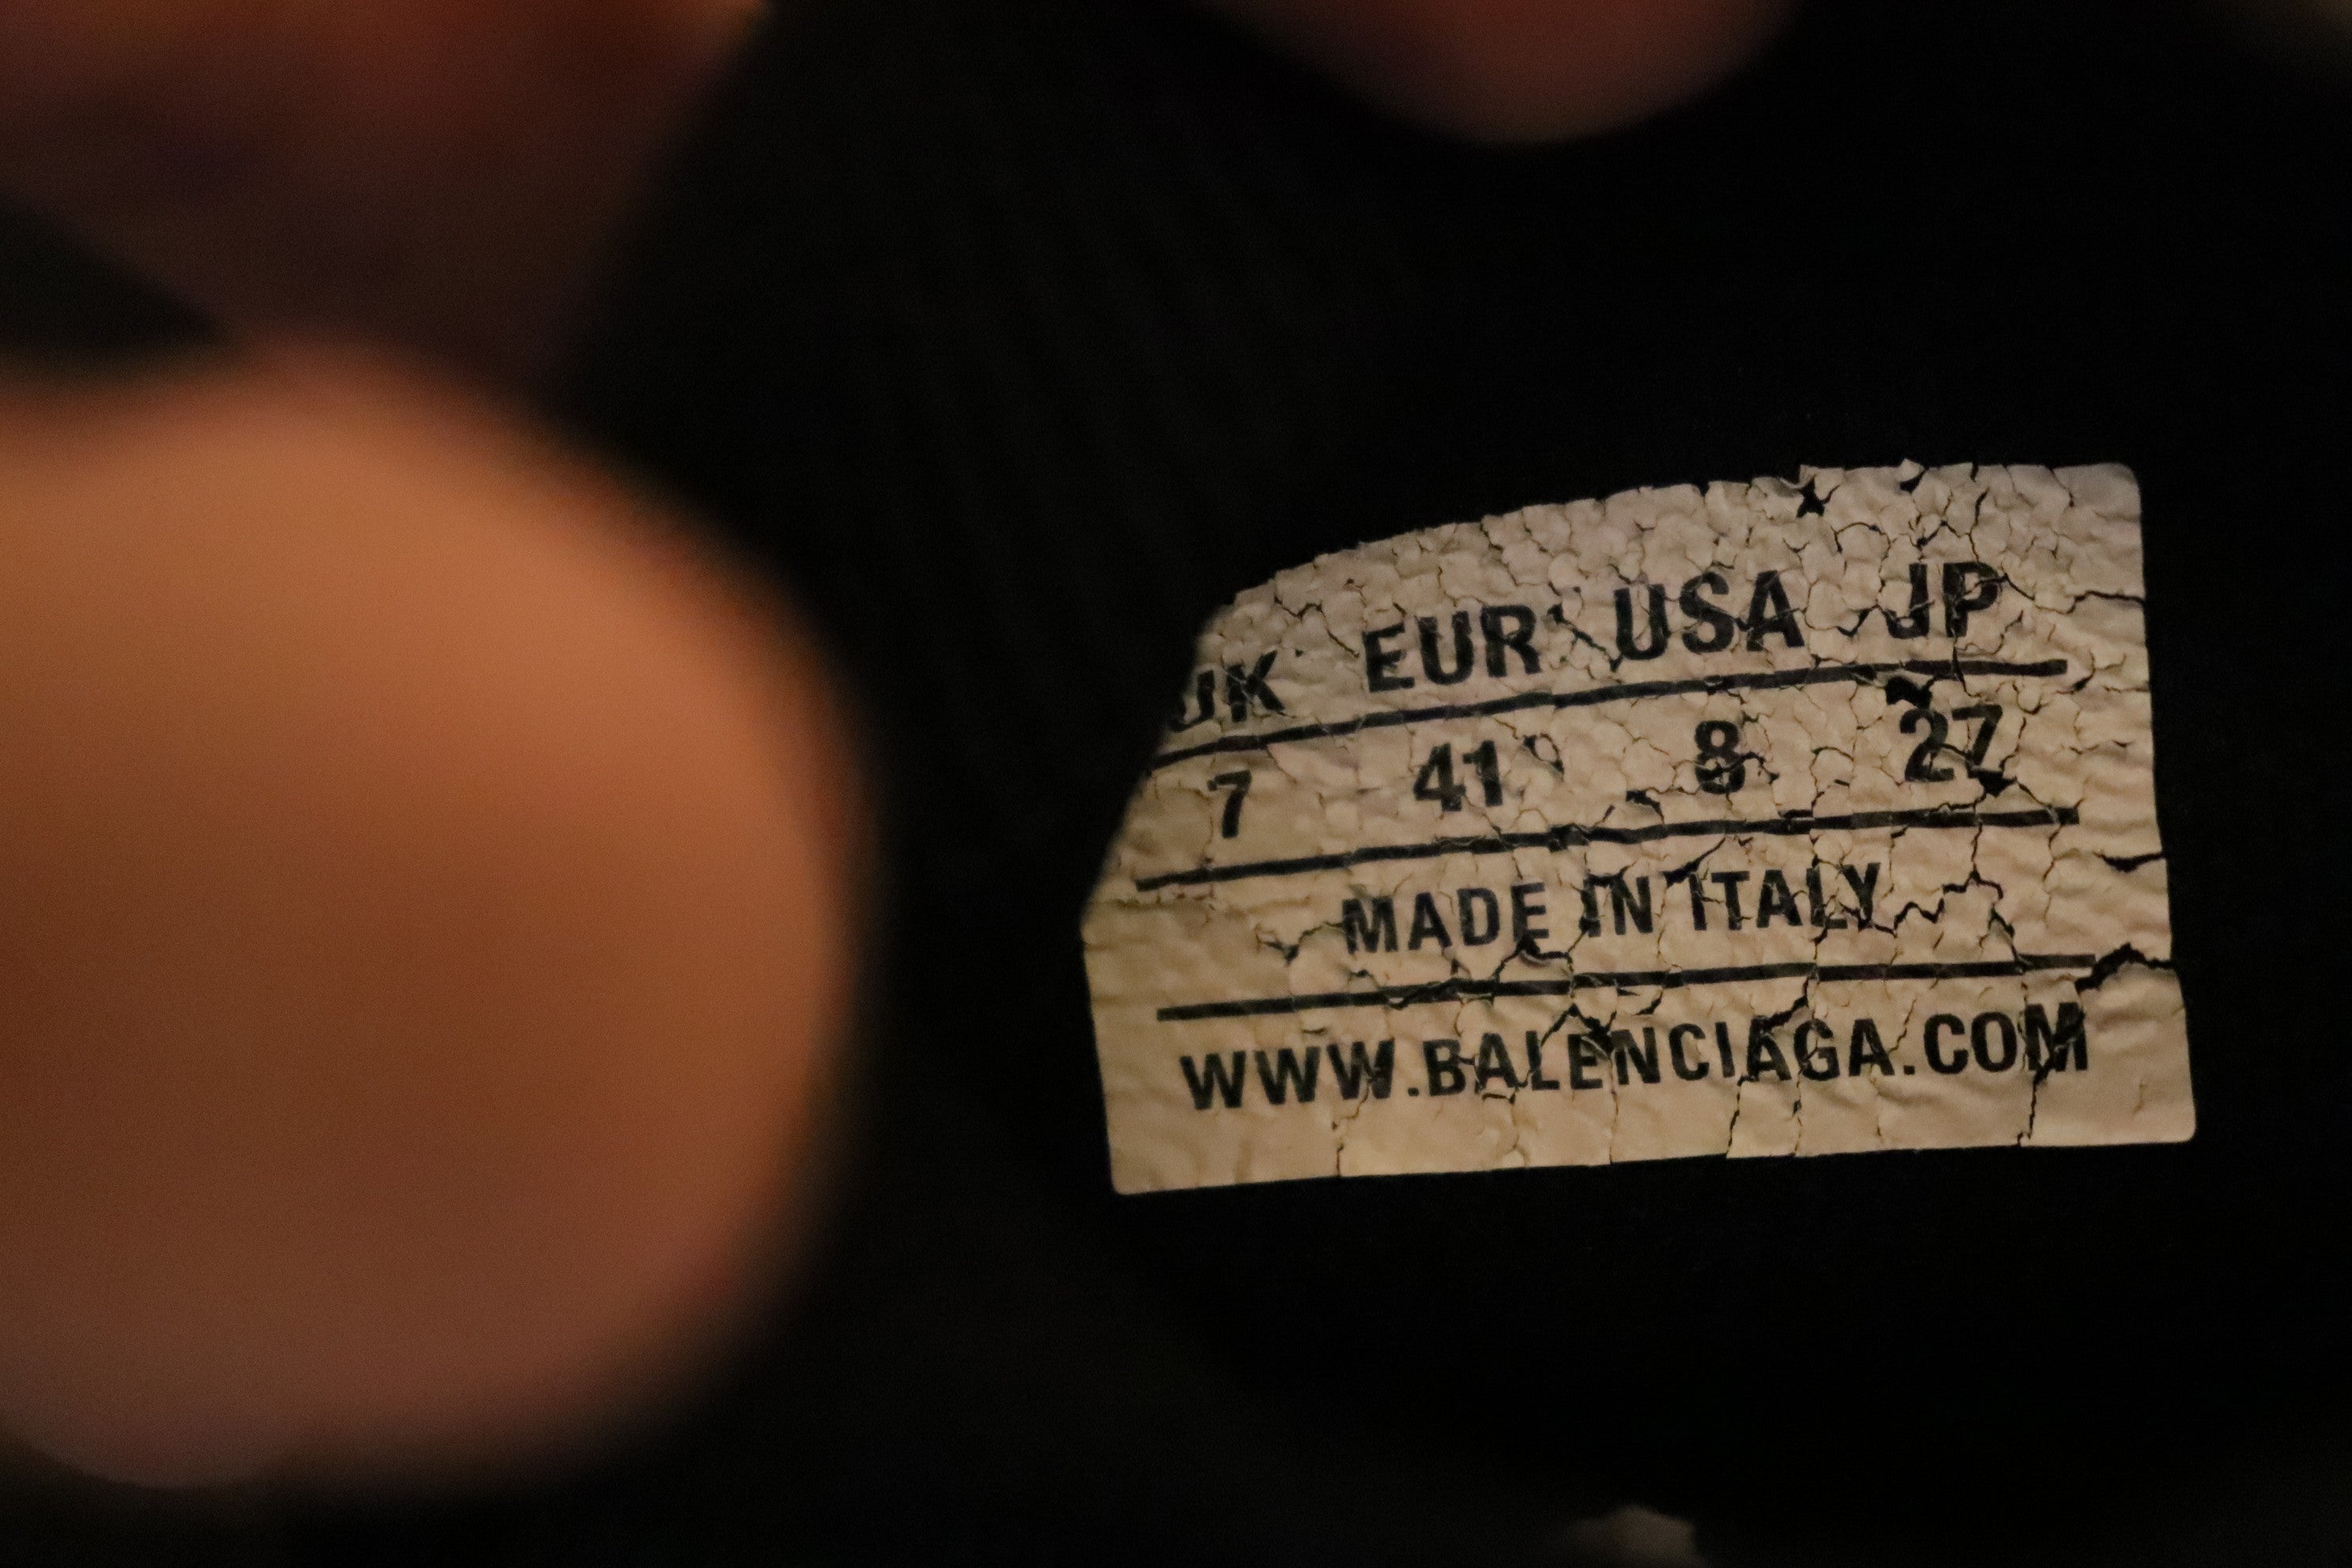 UK EUR USA JP
7 41 8 27
MADE IN ITALY
WWW.BALENCIAGA.COM